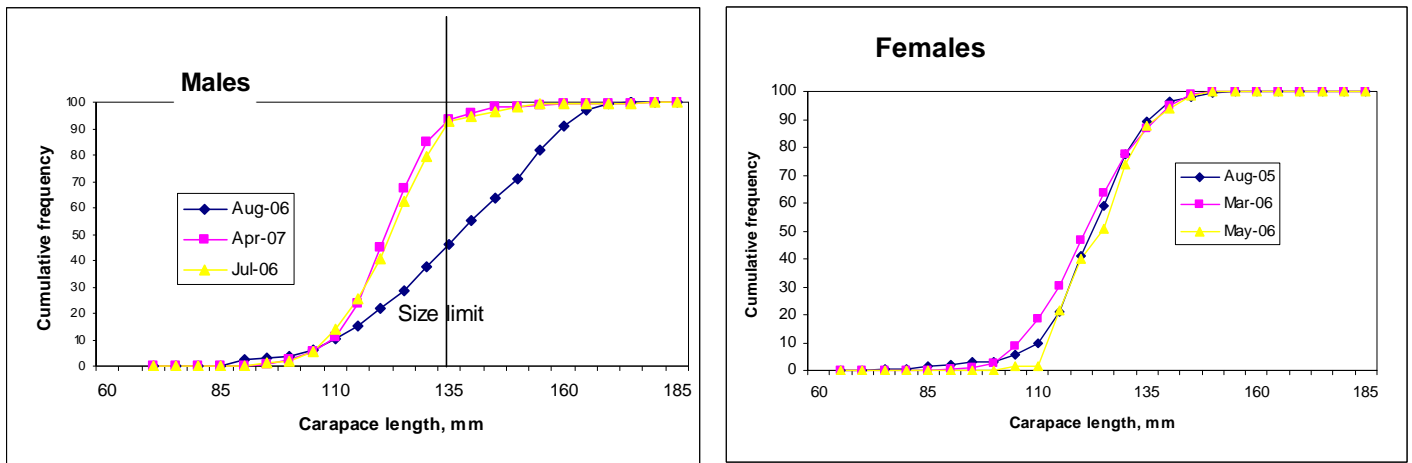 Males
100
90
80
70
60
50
40
30
20
10
0
Cumulative frequency
Aug-06
Apr-07
Jul-06
Size limit
60 85 110 135 160 185
Carapace length, mm
Females
100
90
80
70
60
50
40
30
20
10
0
Cumulative frequency
Aug-05
Mar-06
May-06
60 85 110 135 160 185
Carapace length, mm